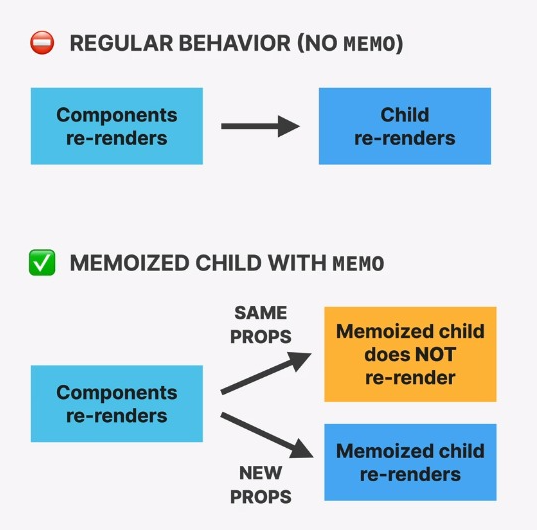 REGULAR BEHAVIOR (NO MEMO)
Components
re-renders
Child
re-renders
MEMOIZED CHILD WITH MEMO
SAME
PROPS
Memoized child
does NOT
re-render
Components
re-renders
Memoized child
re-renders
NEW
PROPS